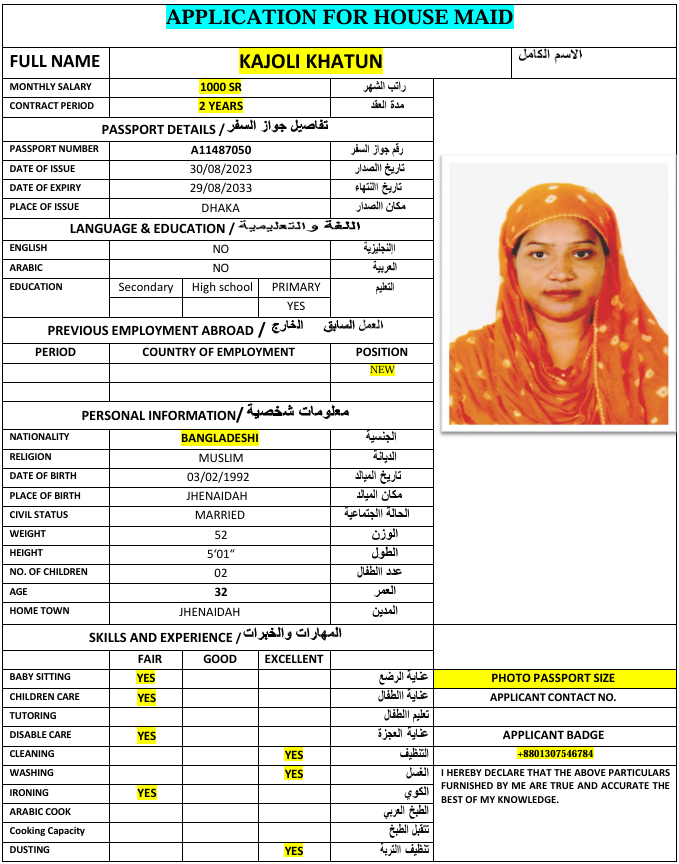 APPLICATION FOR HOUSE MAID
FULL NAME KAJOLI KHATUN الاسم الكامل
MONTHLY SALARY 1000 SR راتب الشهر
CONTRACT PERIOD 2 YEARS مدة العقد
PASSPORT DETAILS / تفاصيل جواز السفر
PASSPORT NUMBER A11487050 رقم جواز السفر
DATE OF ISSUE 30/08/2023 تاريخ االصدار
DATE OF EXPIRY 29/08/2033 تاريخ االنتهاء
PLACE OF ISSUE DHAKA مكان االصدار
LANGUAGE & EDUCATION / اللغة والتعليمية
ENGLISH NO االنجليزية
ARABIC NO العربية
EDUCATION Secondary High school PRIMARY التعليم
YES
PREVIOUS EMPLOYMENT ABROAD / العمل السابق الخارج
PERIOD COUNTRY OF EMPLOYMENT POSITION
NEW
PERSONAL INFORMATION/ معلومات شخصية
NATIONALITY BANGLADESHI الجنسية
RELIGION MUSLIM الديانة
DATE OF BIRTH 03/02/1992 تاريخ الميالد
PLACE OF BIRTH JHENAIDAH مكان الميالد
CIVIL STATUS MARRIED الحالة االجتماعية
WEIGHT 52 الوزن
HEIGHT 5'01" الطول
NO. OF CHILDREN 02 عدد االطفال
AGE 32 العمر
HOME TOWN JHENAIDAH المدين
SKILLS AND EXPERIENCE / المهارات والخبرات
FAIR GOOD EXCELLENT
BABY SITTING YES عناية الرضع
PHOTO PASSPORT SIZE
CHILDREN CARE YES عناية االطفال
APPLICANT CONTACT NO.
TUTORING تعليم االطفال
DISABLE CARE YES عناية العجزة
APPLICANT BADGE
CLEANING YES التنظيف
+8801307546784
WASHING YES الغسل
IRONING YES الكوي
ARABIC COOK الطبخ العربي
Cooking Capacity تتقبل الطبخ
DUSTING YES تنظيف االتربة
I HEREBY DECLARE THAT THE ABOVE PARTICULARS
FURNISHED BY ME ARE TRUE AND ACCURATE THE
BEST OF MY KNOWLEDGE.